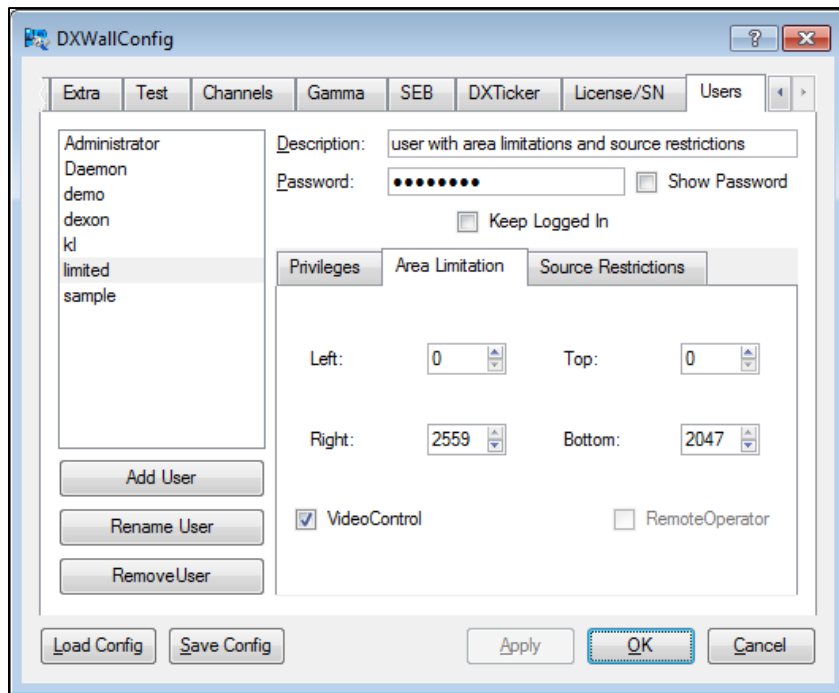 DXWallConfig
Extra Test Channels Gamma SEB DXTicker License/SN Users
Administrator
Daemon
demo
dexon
kl
limited
sample
Add User
Rename User
RemoveUser
Description: user with area limitations and source restrictions
Password: •••••••• Show Password
Keep Logged In
Privileges Area Limitation Source Restrictions
Left: 0 Top: 0
Right: 2559 Bottom: 2047
VideoControl RemoteOperator
Load Config Save Config Apply OK Cancel